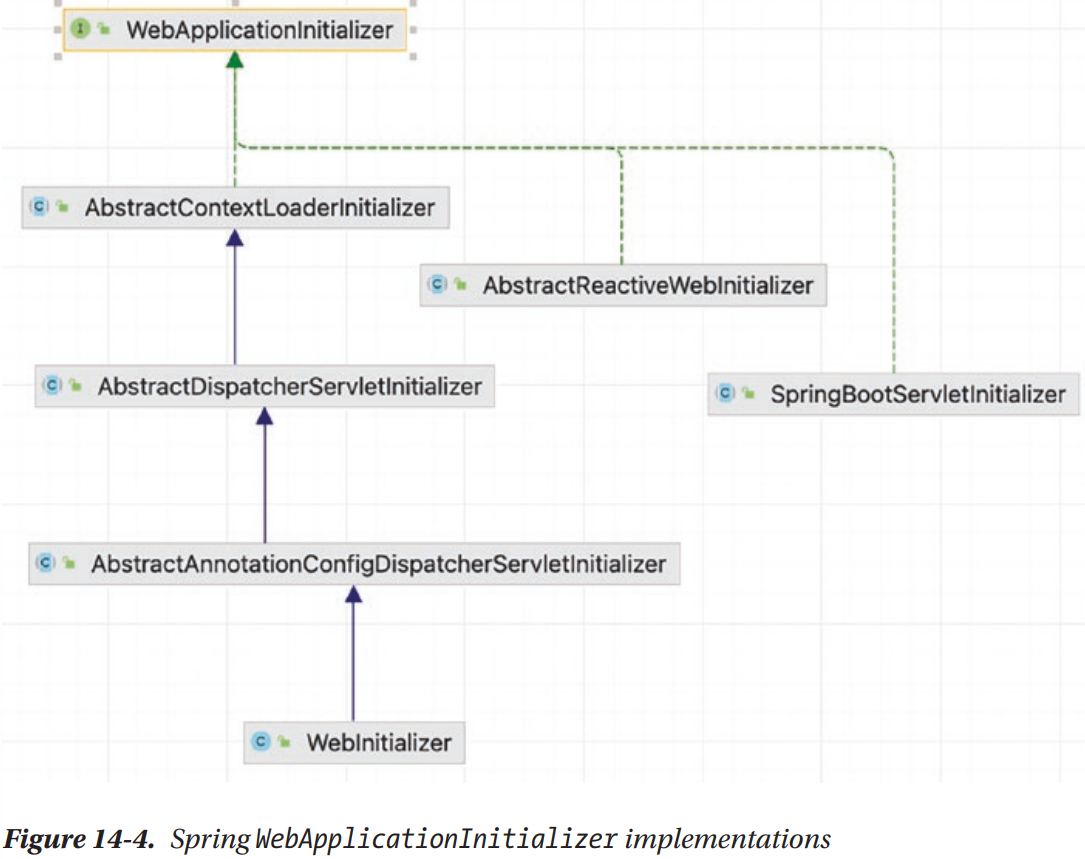 WebApplicationInitializer
AbstractContextLoaderInitializer
AbstractReactiveWebInitializer
AbstractDispatcherServletInitializer
SpringBootServletInitializer
AbstractAnnotationConfigDispatcherServletInitializer
WebInitializer
Figure 14-4. Spring WebApplicationInitializer implementations